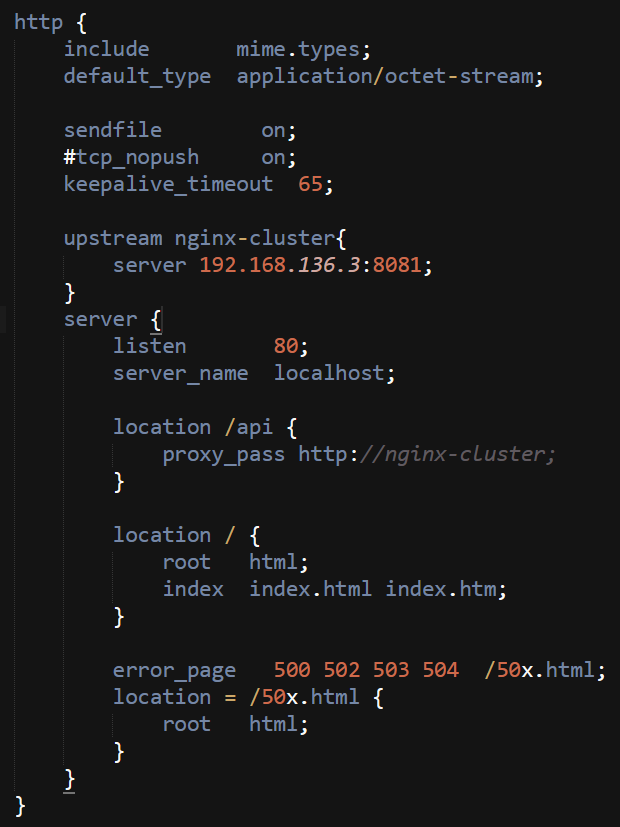 http {
    include       mime.types;
    default_type  application/octet-stream;

    sendfile        on;
    #tcp_nopush     on;
    keepalive_timeout  65;

    upstream nginx-cluster{
        server 192.168.136.3:8081;
    }
    server {
        listen       80;
        server_name  localhost;

        location /api {
            proxy_pass http://nginx-cluster;
        }

        location / {
            root   html;
            index  index.html index.htm;
        }

        error_page   500 502 503 504  /50x.html;
        location = /50x.html {
            root   html;
        }
    }
}